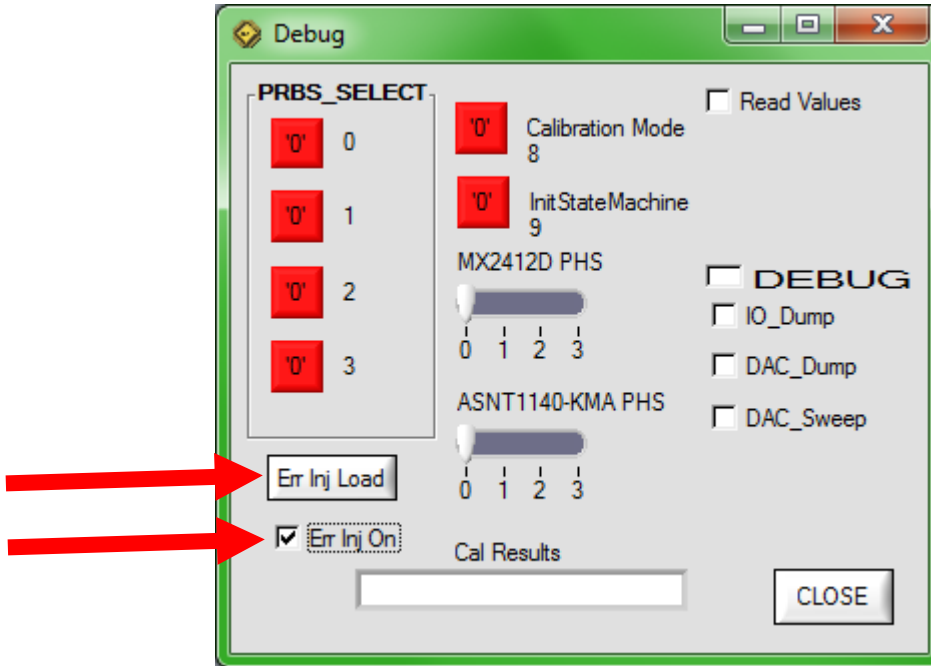 Debug
PRBS_SELECT
'0' 0
'0' 1
'0' 2
'0' 3
Err Inj Load
Err Inj On
'0' Calibration Mode
8
'0' InitStateMachine
9
MX2412D PHS
0 1 2 3
ASNT1140-KMA PHS
0 1 2 3
Cal Results
Read Values
DEBUG
IO_Dump
DAC_Dump
DAC_Sweep
CLOSE